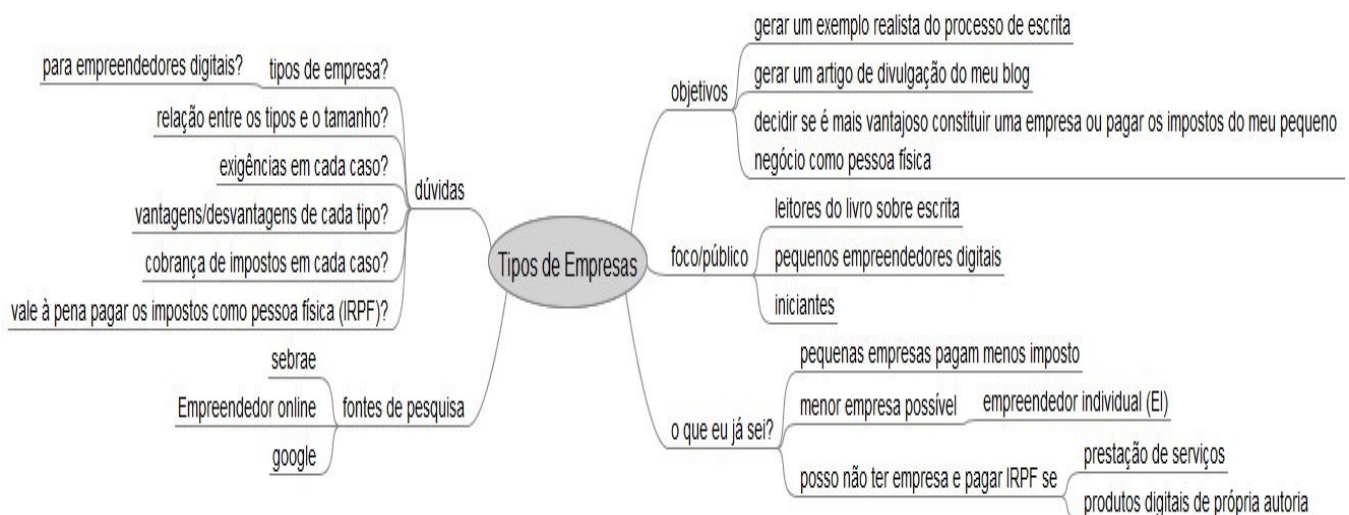 Tipos de Empresas
dúvidas
tipos de empresa?
para empreendedores digitais?
relação entre os tipos e o tamanho?
exigências em cada caso?
vantagens/desvantagens de cada tipo?
cobrança de impostos em cada caso?
vale à pena pagar os impostos como pessoa física (IRPF)?
fontes de pesquisa
sebrae
Empreendedor online
google
objetivos
gerar um exemplo realista do processo de escrita
gerar um artigo de divulgação do meu blog
decidir se é mais vantajoso constituir uma empresa ou pagar os impostos do meu pequeno
negócio como pessoa física
foco/público
leitores do livro sobre escrita
pequenos empreendedores digitais
iniciantes
o que eu já sei?
pequenas empresas pagam menos imposto
menor empresa possível
empreendedor individual (EI)
posso não ter empresa e pagar IRPF se
prestação de serviços
produtos digitais de própria autoria